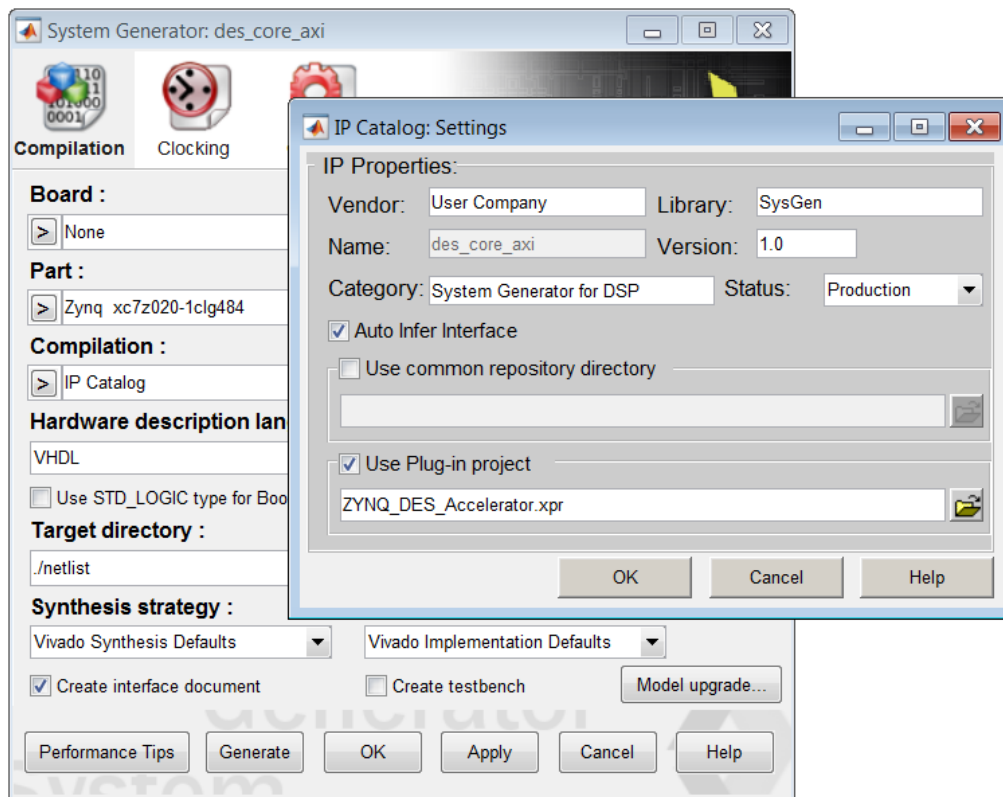 System Generator: des_core_axi
Compilation
Clocking
Board :
> None
Part :
> Zynq xc7z020-1clg484
Compilation :
> IP Catalog
Hardware description lan
VHDL
Use STD_LOGIC type for Boo
Target directory :
./netlist
Synthesis strategy :
Vivado Synthesis Defaults
Vivado Implementation Defaults
Create interface document
Create testbench
Model upgrade...
Performance Tips
Generate
OK
Apply
Cancel
Help
Generator
System
IP Catalog: Settings
IP Properties:
Vendor: User Company
Library: SysGen
Name: des_core_axi
Version: 1.0
Category: System Generator for DSP
Status: Production
Auto Infer Interface
Use common repository directory
Use Plug-in project
ZYNQ_DES_Accelerator.xpr
OK
Cancel
Help